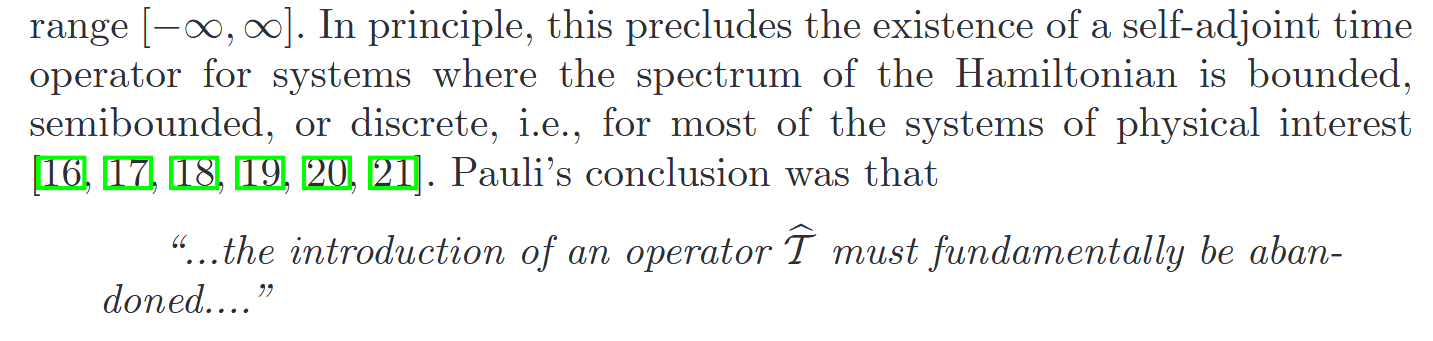 range [−∞, ∞]. In principle, this precludes the existence of a self-adjoint time
operator for systems where the spectrum of the Hamiltonian is bounded,
semibounded, or discrete, i.e., for most of the systems of physical interest
[16, 17, 18, 19, 20, 21]. Pauli’s conclusion was that
“...the introduction of an operator T̂ must fundamentally be aban-
doned....”